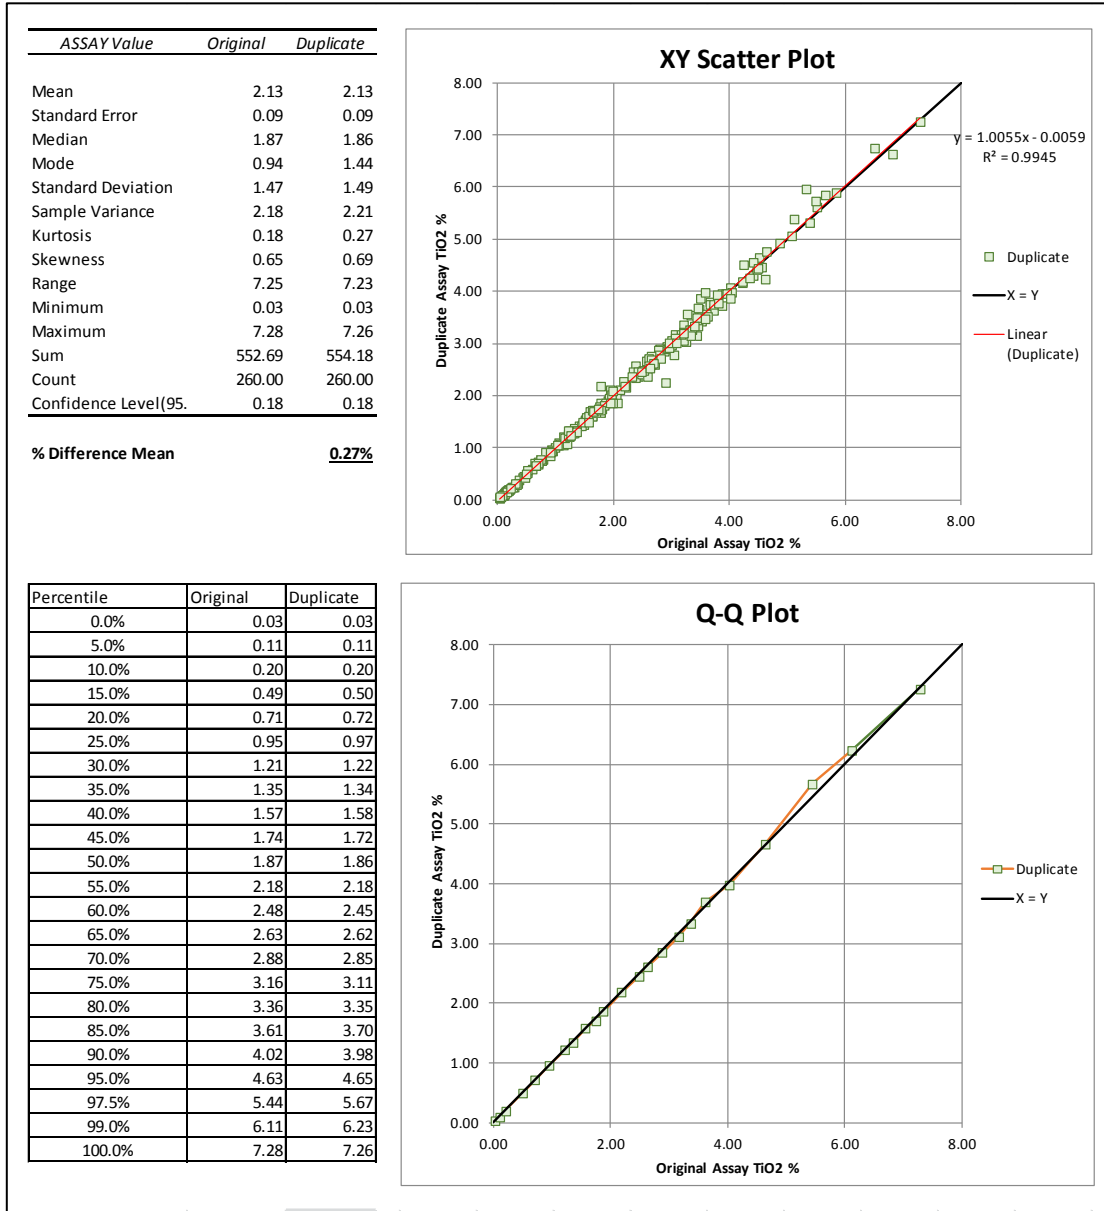 ASSAY Value Original Duplicate
Mean 2.13 2.13
Standard Error 0.09 0.09
Median 1.87 1.86
Mode 0.94 1.44
Standard Deviation 1.47 1.49
Sample Variance 2.18 2.21
Kurtosis 0.18 0.27
Skewness 0.65 0.69
Range 7.25 7.23
Minimum 0.03 0.03
Maximum 7.28 7.26
Sum 552.69 554.18
Count 260.00 260.00
Confidence Level(95. 0.18 0.18
% Difference Mean 0.27%
XY Scatter Plot
8.00
7.00
6.00
5.00
4.00
3.00
2.00
1.00
0.00
0.00 2.00 4.00 6.00 8.00
Duplicate Assay TiO2 %
Original Assay TiO2 %
y = 1.0055x - 0.0059
R² = 0.9945
Duplicate
X = Y
Linear
(Duplicate)
Percentile Original Duplicate
0.0% 0.03 0.03
5.0% 0.11 0.11
10.0% 0.20 0.20
15.0% 0.49 0.50
20.0% 0.71 0.72
25.0% 0.95 0.97
30.0% 1.21 1.22
35.0% 1.35 1.34
40.0% 1.57 1.58
45.0% 1.74 1.72
50.0% 1.87 1.86
55.0% 2.18 2.18
60.0% 2.48 2.45
65.0% 2.63 2.62
70.0% 2.88 2.85
75.0% 3.16 3.11
80.0% 3.36 3.35
85.0% 3.61 3.70
90.0% 4.02 3.98
95.0% 4.63 4.65
97.5% 5.44 5.67
99.0% 6.11 6.23
100.0% 7.28 7.26
Q-Q Plot
8.00
7.00
6.00
5.00
4.00
3.00
2.00
1.00
0.00
0.00 2.00 4.00 6.00 8.00
Duplicate Assay TiO2 %
Original Assay TiO2 %
Duplicate
X = Y